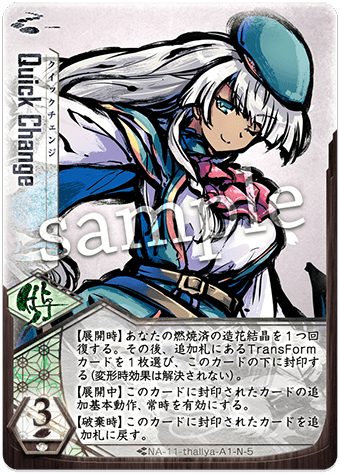 Quick Change
クイックチェンジ
sample
付与
【展開時】あなたの燃焼済の造花結晶を１つ回
復する。その後、追加札にあるTransForm
カードを１枚選び、このカードの下に封印す
る(変形時効果は解決されない)。
【展開中】このカードに封印されたカードの追
加基本動作、常時を有効にする。
【破棄時】このカードに封印されたカードを追
加札に戻す。
3
NA-11-thallya-A1-N-5